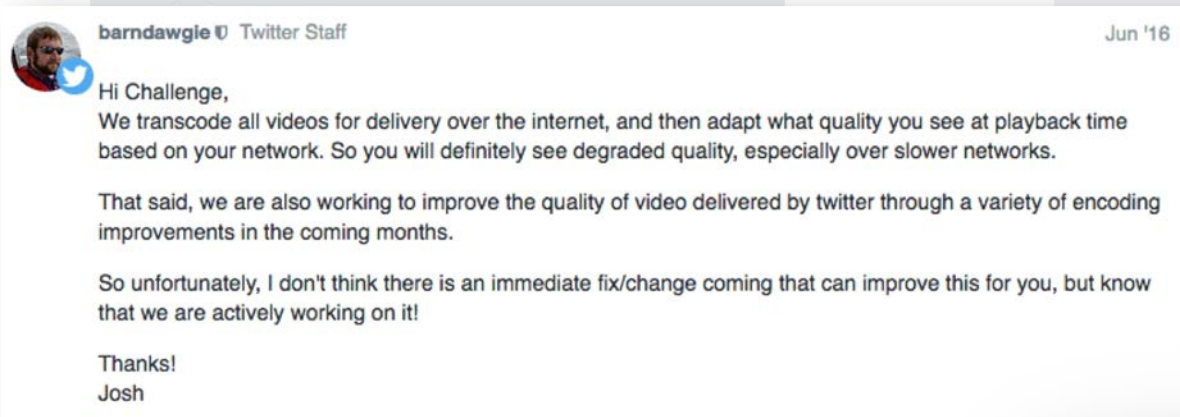 barndawgie Twitter Staff
Jun '16
Hi Challenge,
We transcode all videos for delivery over the internet, and then adapt what quality you see at playback time
based on your network. So you will definitely see degraded quality, especially over slower networks.
That said, we are also working to improve the quality of video delivered by twitter through a variety of encoding
improvements in the coming months.
So unfortunately, I don't think there is an immediate fix/change coming that can improve this for you, but know
that we are actively working on it!
Thanks!
Josh